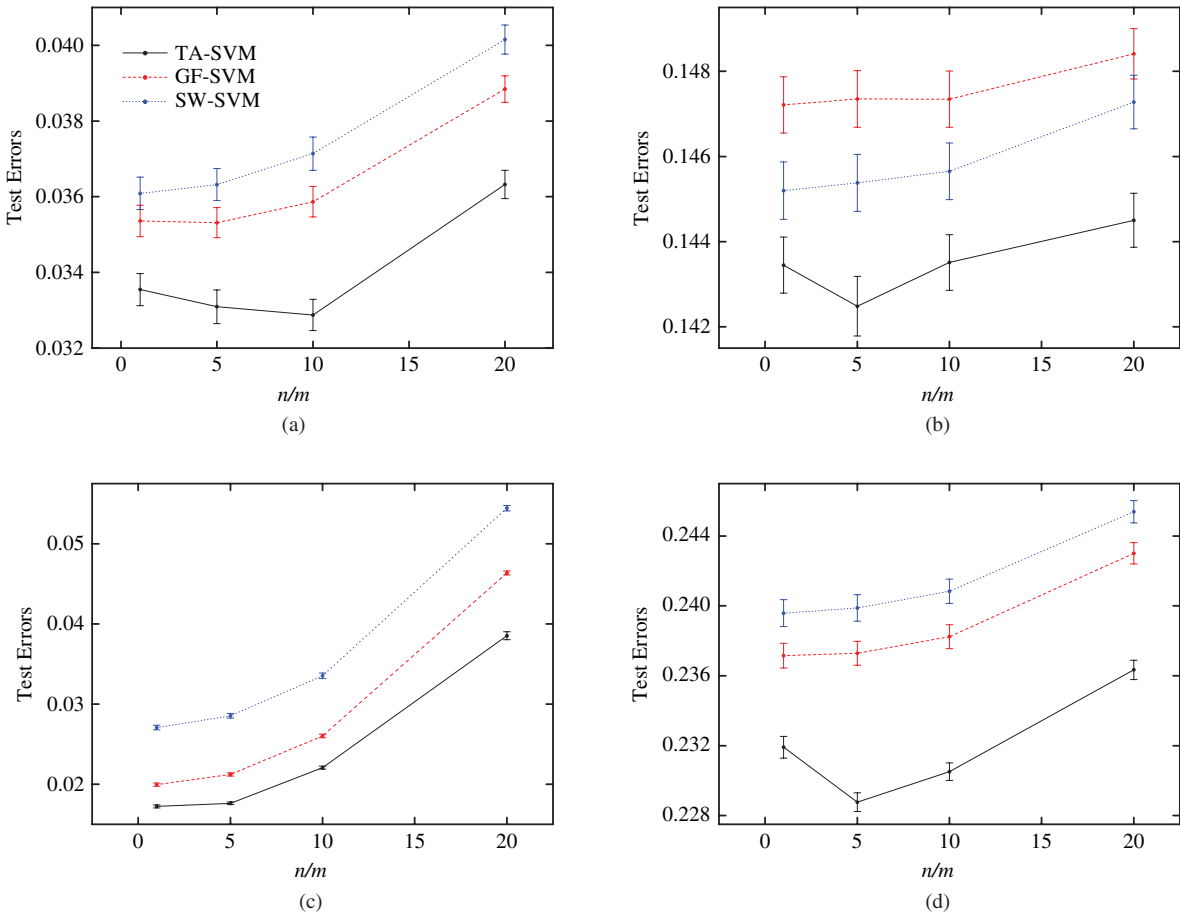 0.040
0.038
0.036
0.034
0.032
Test Errors
TA-SVM
GF-SVM
SW-SVM
0 5 10 15 20
n/m
(a)
0.148
0.146
0.144
0.142
Test Errors
0 5 10 15 20
n/m
(b)
0.05
0.04
0.03
0.02
Test Errors
0 5 10 15 20
n/m
(c)
0.244
0.240
0.236
0.232
0.228
Test Errors
0 5 10 15 20
n/m
(d)